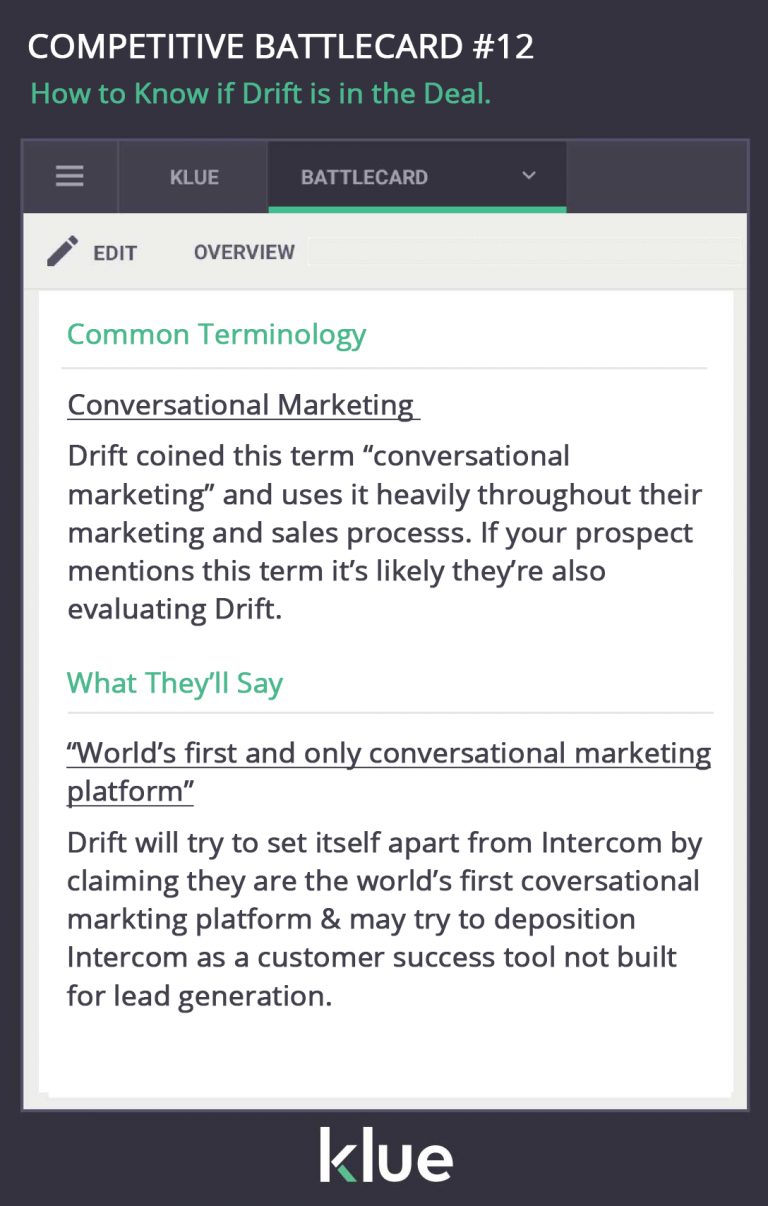 COMPETITIVE BATTLECARD #12
How to Know if Drift is in the Deal.
KLUE BATTLECARD
EDIT OVERVIEW
Common Terminology
Conversational Marketing
Drift coined this term “conversational
marketing” and uses it heavily throughout their
marketing and sales processs. If your prospect
mentions this term it’s likely they’re also
evaluating Drift.
What They’ll Say
“World’s first and only conversational marketing
platform”
Drift will try to set itself apart from Intercom by
claiming they are the world’s first coversational
markting platform & may try to deposition
Intercom as a customer success tool not built
for lead generation.
klue